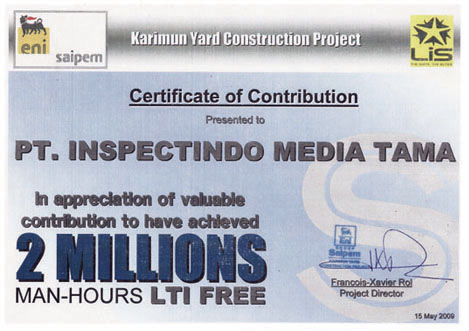 eni
saipem
Karimun Yard Construction Project
LiS
Certificate of Contribution
Presented to
PT. INSPECTINDO MEDIA TAMA
In appreciation of valuable
contribution to have achieved
2 MILLIONS
MAN-HOURS LTI FREE
eni
Saipem
Francois-Xavier Rol
Project Director
15 May 2009